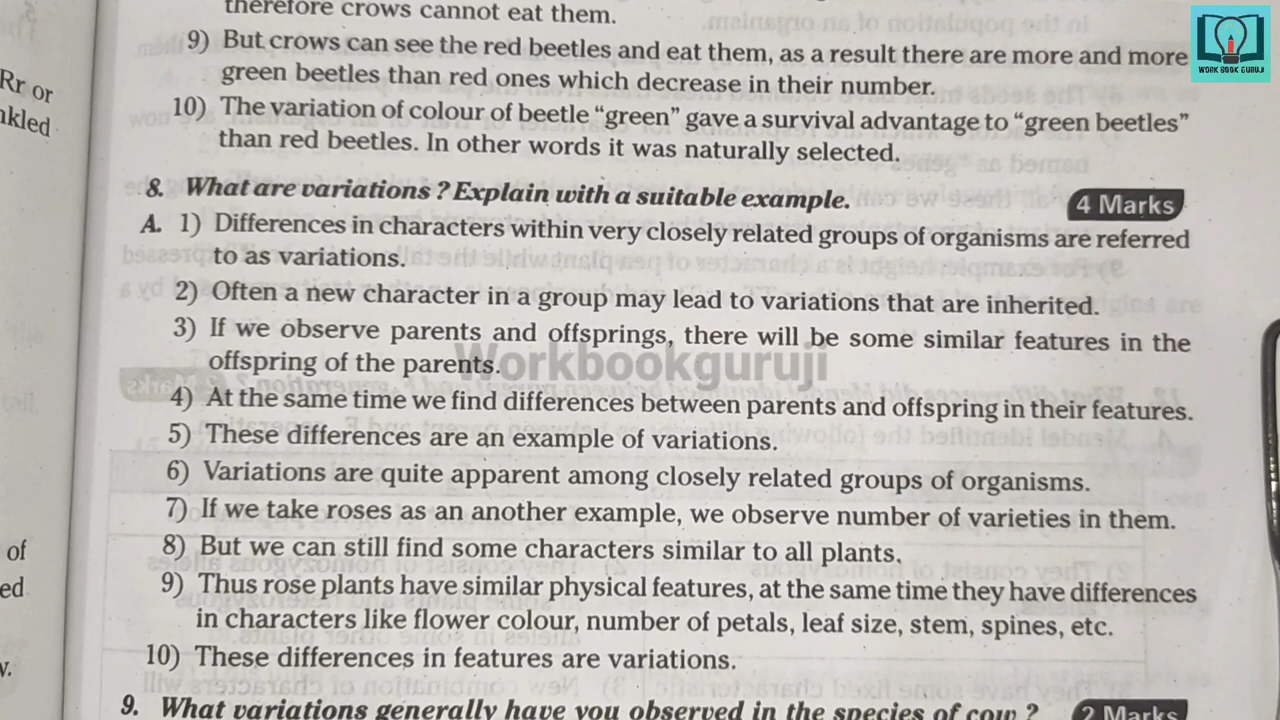 therefore crows cannot eat them.
9) But crows can see the red beetles and eat them, as a result there are more and more
green beetles than red ones which decrease in their number.
10) The variation of colour of beetle “green” gave a survival advantage to “green beetles”
than red beetles. In other words it was naturally selected.
8. What are variations ? Explain with a suitable example.
4 Marks
A. 1) Differences in characters within very closely related groups of organisms are referred
to as variations.
2) Often a new character in a group may lead to variations that are inherited.
3) If we observe parents and offsprings, there will be some similar features in the
offspring of the parents.
4) At the same time we find differences between parents and offspring in their features.
5) These differences are an example of variations.
6) Variations are quite apparent among closely related groups of organisms.
7) If we take roses as an another example, we observe number of varieties in them.
8) But we can still find some characters similar to all plants.
9) Thus rose plants have similar physical features, at the same time they have differences
in characters like flower colour, number of petals, leaf size, stem, spines, etc.
10) These differences in features are variations.
9. What variations generally have you observed in the species of cow ?
2 Marks
Rr or
nkled
of
ed
v.
WORK BOOK GURUJI
Workbookguruji